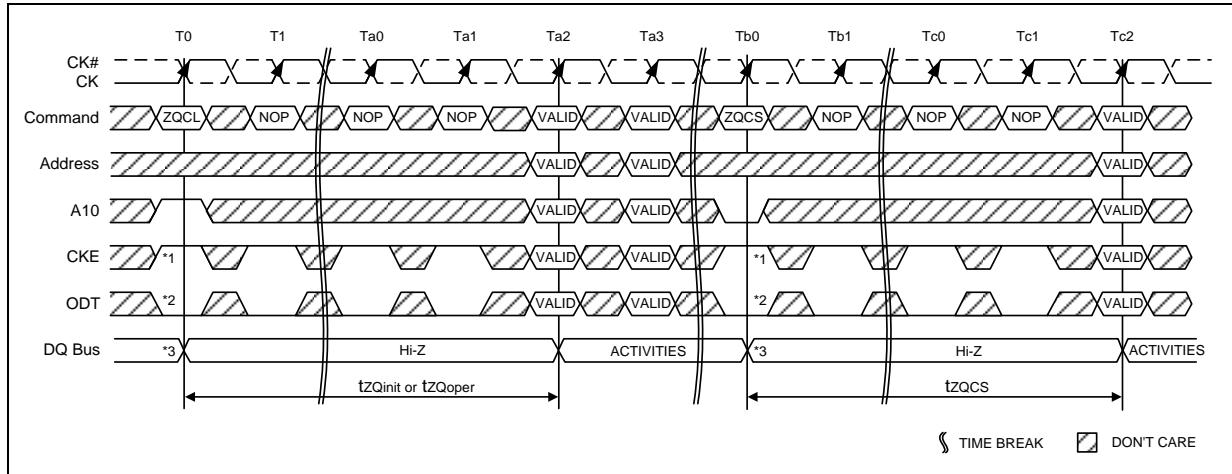 T0 T1 Ta0 Ta1 Ta2 Ta3 Tb0 Tb1 Tc0 Tc1 Tc2
CK#
CK
Command ZQCL NOP NOP NOP VALID VALID ZQCS NOP NOP NOP VALID
Address VALID VALID VALID
A10 VALID VALID VALID
CKE *1 VALID VALID *1 VALID
ODT *2 VALID VALID *2 VALID
DQ Bus *3 Hi-Z ACTIVITIES *3 Hi-Z ACTIVITIES
tZQinit or tZQoper tZQCS
TIME BREAK DON'T CARE